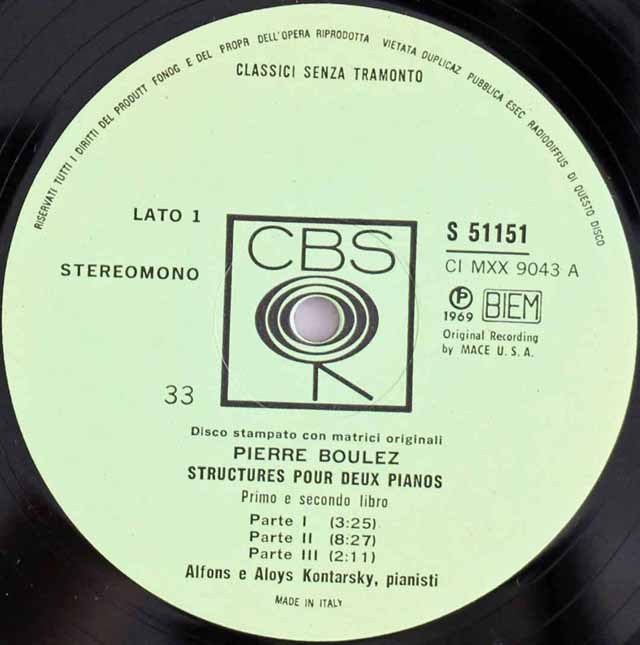 RISERVATI TUTTI I DIRITTI DEL PRODUTT FONOG E DEL PROPR DELL'OPERA RIPRODOTTA VIETATA DUPLICAZ PUBBLICA ESEC RADIODIFFUS DI QUESTO DISCO
CLASSICI SENZA TRAMONTO
LATO 1
S 51151
CBS
CI MXX 9043 A
STEREOMONO
P
1969
BIEM
Original Recording
by MACE U.S.A.
33
Disco stampato con matrici originali
PIERRE BOULEZ
STRUCTURES POUR DEUX PIANOS
Primo e secondo libro
Parte I (3:25)
Parte II (8:27)
Parte III (2:11)
Alfons e Aloys Kontarsky, pianisti
MADE IN ITALY